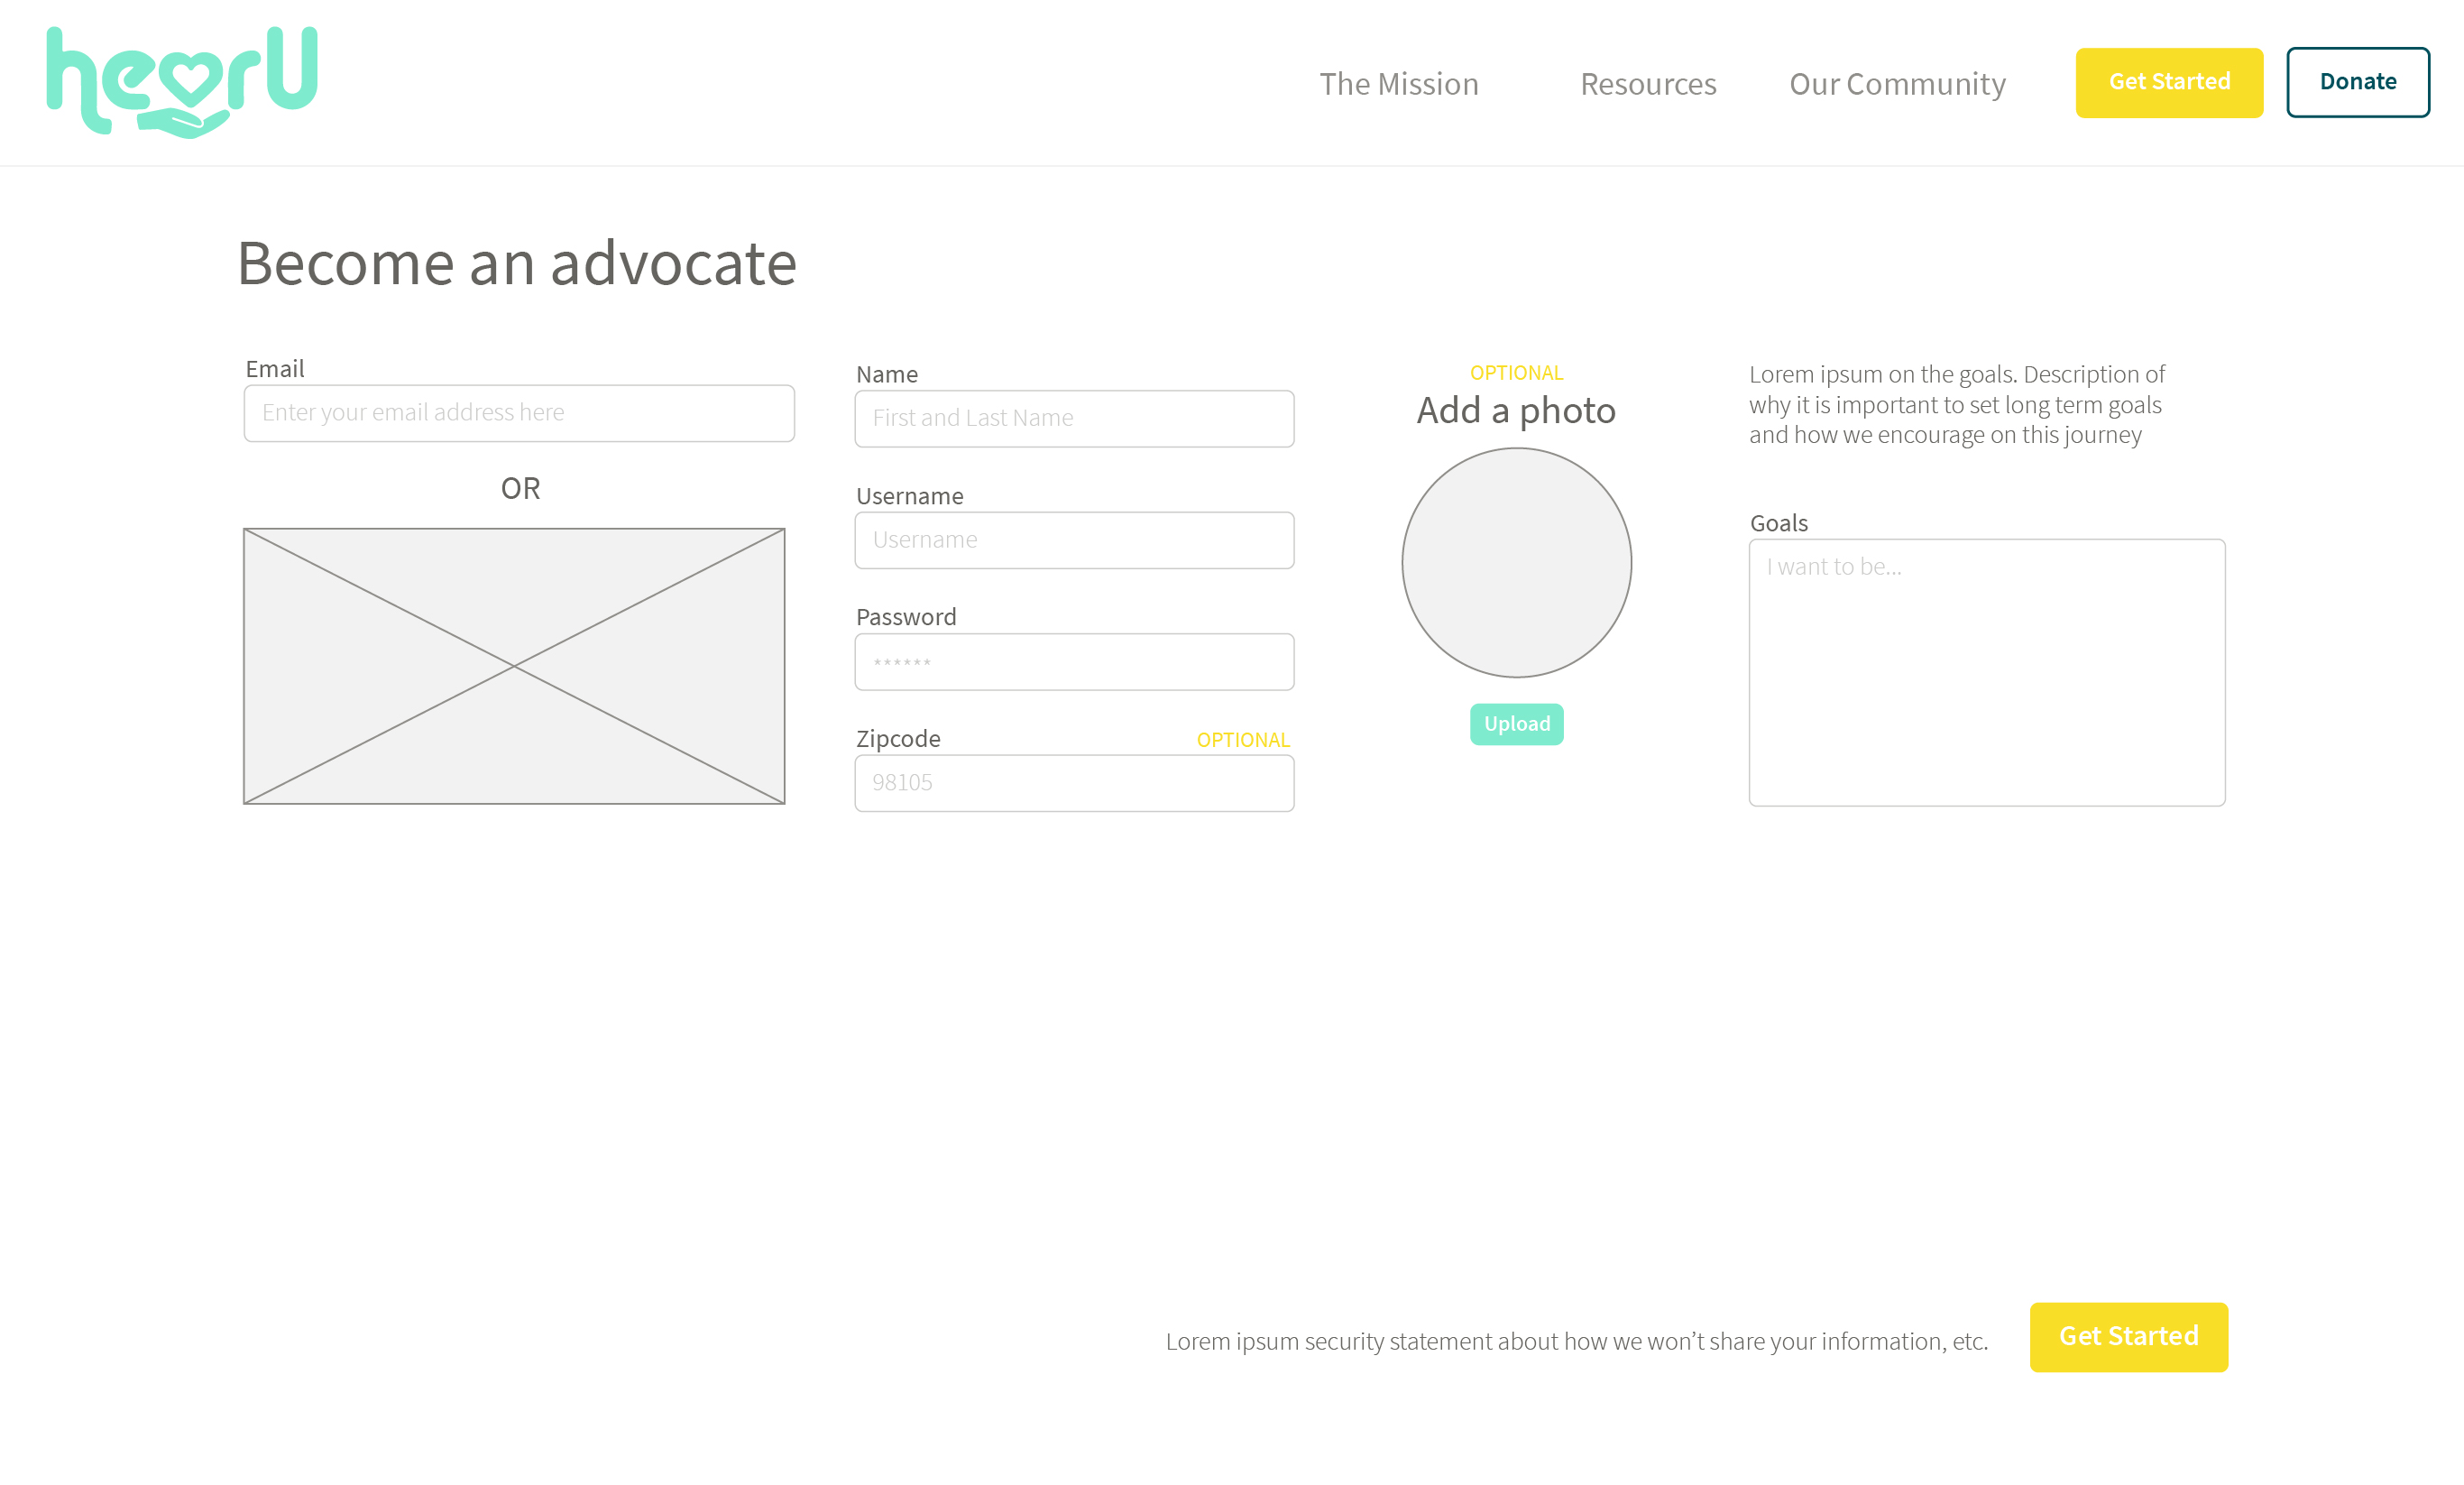 hearU
The Mission
Resources
Our Community
Get Started
Donate
Become an advocate
Email
Enter your email address here
OR
Name
First and Last Name
Username
Username
Password
******
Zipcode OPTIONAL
98105
OPTIONAL
Add a photo
Upload
Lorem ipsum on the goals. Description of
why it is important to set long term goals
and how we encourage on this journey
Goals
I want to be...
Lorem ipsum security statement about how we won’t share your information, etc.
Get Started